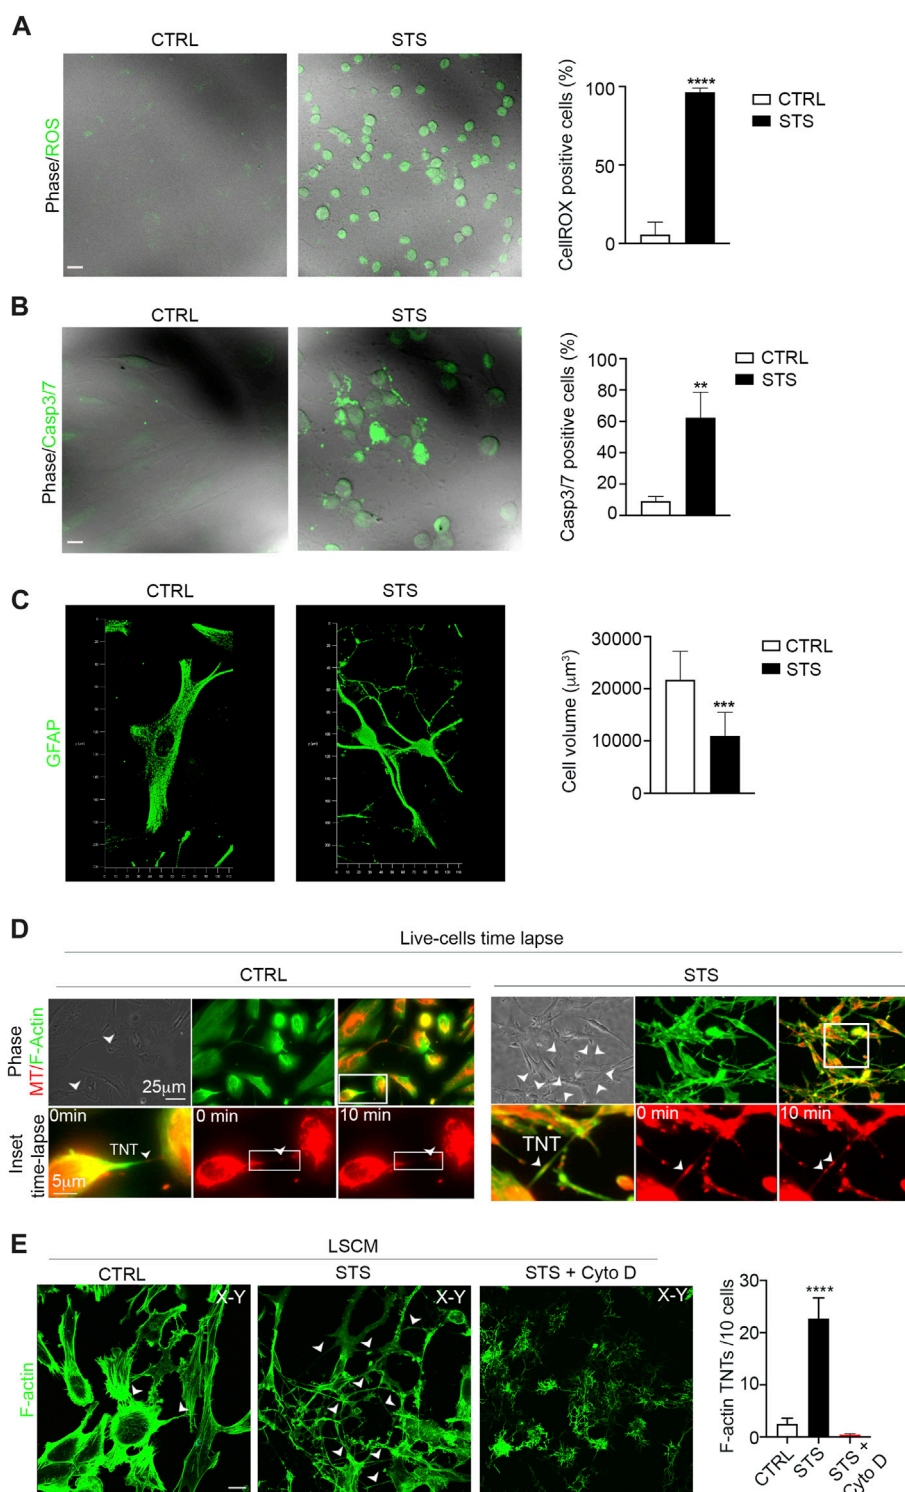 A
CTRL
STS
Phase/ROS
CellROX positive cells (%)
100
50
0
****
CTRL
STS
B
CTRL
STS
Phase/Casp3/7
Casp3/7 positive cells (%)
100
80
60
40
20
0
**
CTRL
STS
C
CTRL
STS
GFAP
Cell volume (μm³)
30000
20000
10000
0
***
CTRL
STS
D
Live-cells time lapse
CTRL
STS
Phase
MT/F-Actin
25μm
Inset
time-lapse
0min
TNT
5μm
0 min
10 min
TNT
0 min
10 min
E
LSCM
CTRL
STS
STS + Cyto D
F-actin
X-Y
X-Y
X-Y
F-actin TNTs /10 cells
30
20
10
0
****
CTRL
STS
STS +
Cyto D